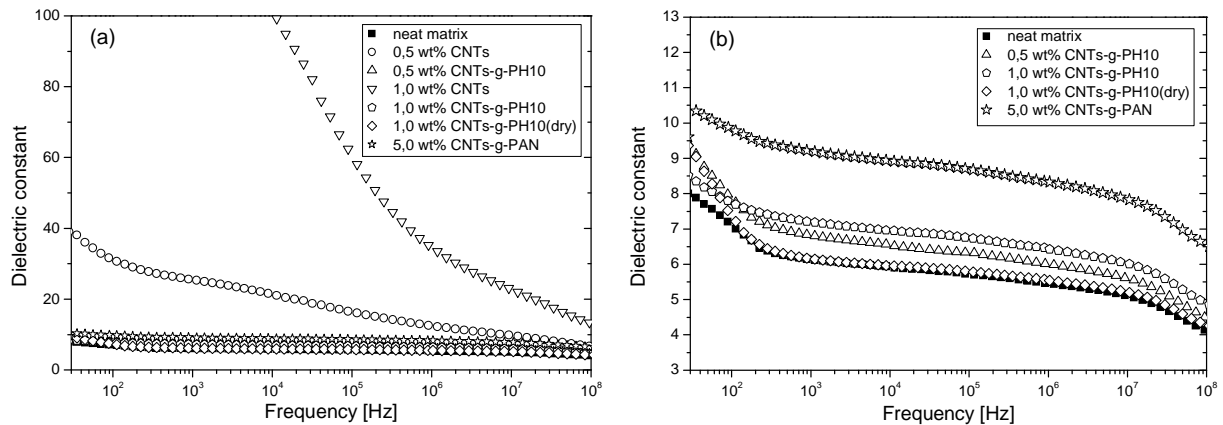 (a)
neat matrix
0,5 wt% CNTs
0,5 wt% CNTs-g-PH10
1,0 wt% CNTs
1,0 wt% CNTs-g-PH10
1,0 wt% CNTs-g-PH10(dry)
5,0 wt% CNTs-g-PAN
100
80
60
40
20
0
Dielectric constant
10²
10³
10⁴
10⁵
10⁶
10⁷
10⁸
Frequency [Hz]
(b)
neat matrix
0,5 wt% CNTs-g-PH10
1,0 wt% CNTs-g-PH10
1,0 wt% CNTs-g-PH10(dry)
5,0 wt% CNTs-g-PAN
13
12
11
10
9
8
7
6
5
4
3
Dielectric constant
10²
10³
10⁴
10⁵
10⁶
10⁷
10⁸
Frequency [Hz]